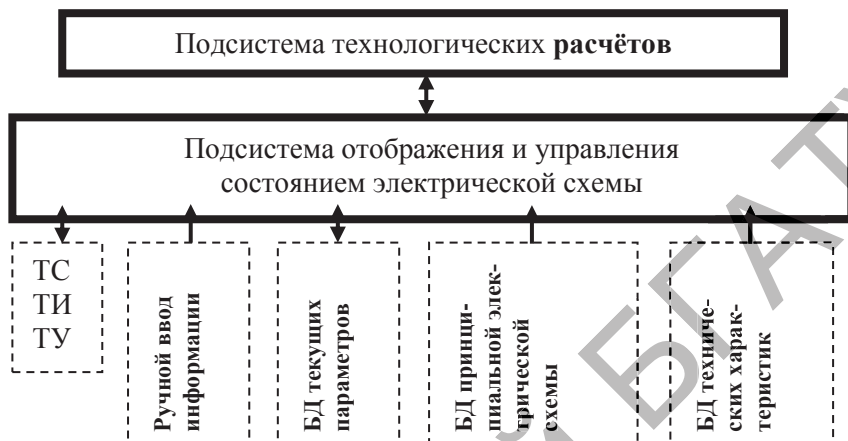 Подсистема технологических расчётов
Подсистема отображения и управления
состоянием электрической схемы
ТС
ТИ
ТУ
Ручной ввод
информации
БД текущих
параметров
БД принци-
пиальной элек-
трической
схемы
БД техниче-
ских харак-
теристик
БГАТУ